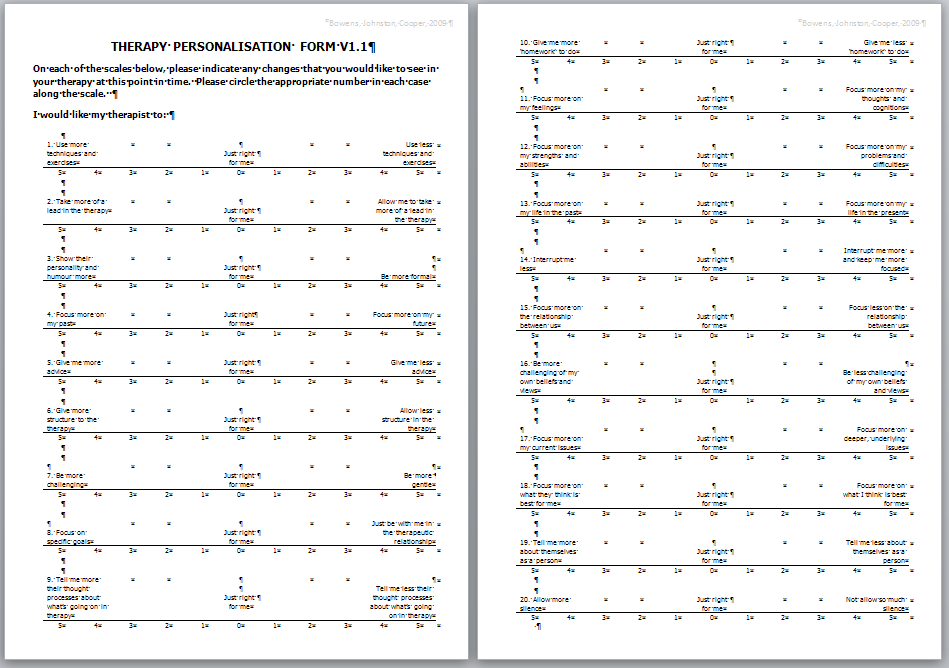 ©Bowens, Johnston, Cooper, 2009
THERAPY PERSONALISATION FORM V1.1
On each of the scales below, please indicate any changes that you would like to see in
your therapy at this point in time. Please circle the appropriate number in each case
along the scale.
I would like my therapist to:
1. Use more techniques and exercises Just right for me Use less techniques and exercises
5 4 3 2 1 0 1 2 3 4 5
2. Take more of a lead in the therapy Just right for me Allow me to take more of a lead in the therapy
5 4 3 2 1 0 1 2 3 4 5
3. Show their personality and humour more Just right for me Be more formal
5 4 3 2 1 0 1 2 3 4 5
4. Focus more on my past Just right for me Focus more on my future
5 4 3 2 1 0 1 2 3 4 5
5. Give me more advice Just right for me Give me less advice
5 4 3 2 1 0 1 2 3 4 5
6. Give more structure to the therapy Just right for me Allow less structure in the therapy
5 4 3 2 1 0 1 2 3 4 5
7. Be more challenging Just right for me Be more gentle
5 4 3 2 1 0 1 2 3 4 5
8. Focus on specific goals Just right for me Just be with me in the therapeutic relationship
5 4 3 2 1 0 1 2 3 4 5
9. Tell me more their thought processes about what's going on in therapy Just right for me Tell me less their thought processes about what's going on in therapy
5 4 3 2 1 0 1 2 3 4 5
©Bowens, Johnston, Cooper, 2009
10. Give me more 'homework' to do Just right for me Give me less 'homework' to do
5 4 3 2 1 0 1 2 3 4 5
11. Focus more on my feelings Just right for me Focus more on my thoughts and cognitions
5 4 3 2 1 0 1 2 3 4 5
12. Focus more on my strengths and abilities Just right for me Focus more on my problems and difficulties
5 4 3 2 1 0 1 2 3 4 5
13. Focus more on my life in the past Just right for me Focus more on my life in the present
5 4 3 2 1 0 1 2 3 4 5
14. Interrupt me less Just right for me Interrupt me more and keep me more focused
5 4 3 2 1 0 1 2 3 4 5
15. Focus more on the relationship between us Just right for me Focus less on the relationship between us
5 4 3 2 1 0 1 2 3 4 5
16. Be more challenging of my own beliefs and views Just right for me Be less challenging of my own beliefs and views
5 4 3 2 1 0 1 2 3 4 5
17. Focus more on my current issues Just right for me Focus more on deeper, underlying issues
5 4 3 2 1 0 1 2 3 4 5
18. Focus more on what they think is best for me Just right for me Focus more on what I think is best for me
5 4 3 2 1 0 1 2 3 4 5
19. Tell me more about themselves as a person Just right for me Tell me less about themselves as a person
5 4 3 2 1 0 1 2 3 4 5
20. Allow more silence Just right for me Not allow so much silence
5 4 3 2 1 0 1 2 3 4 5